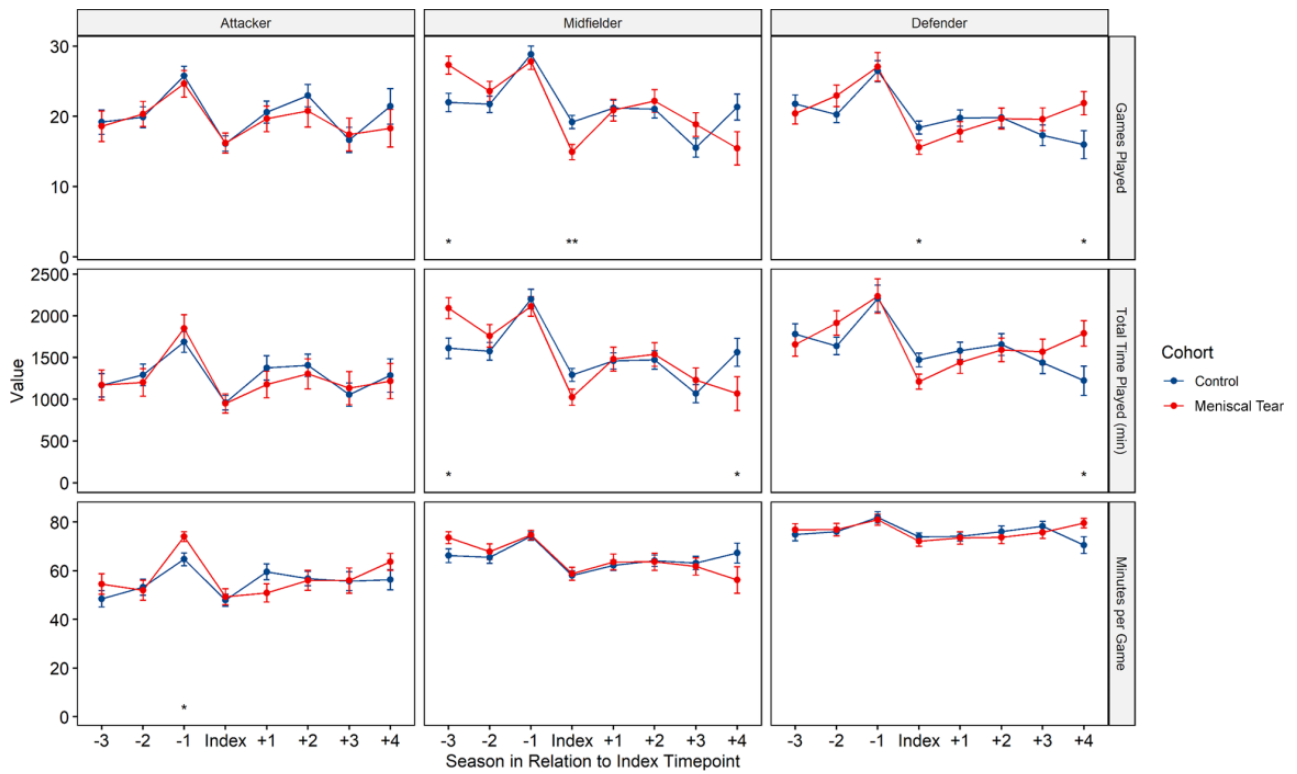 Attacker Midfielder Defender
30
20
10
0
* ** * *
Games Played
2500
2000
1500
1000
500
0
* * *
Total Time Played (min)
80
60
40
20
0
*
Minutes per Game
Value
-3 -2 -1 Index +1 +2 +3 +4 -3 -2 -1 Index +1 +2 +3 +4 -3 -2 -1 Index +1 +2 +3 +4
Season in Relation to Index Timepoint
Cohort
Control
Meniscal Tear